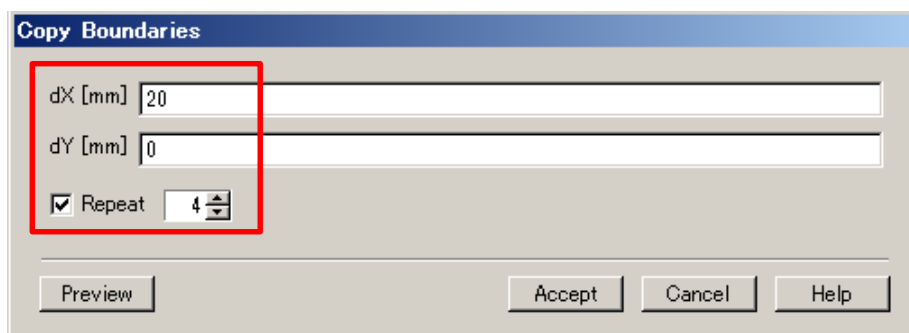 Copy Boundaries
dX [mm] 20
dY [mm] 0
Repeat 4
Preview Accept Cancel Help